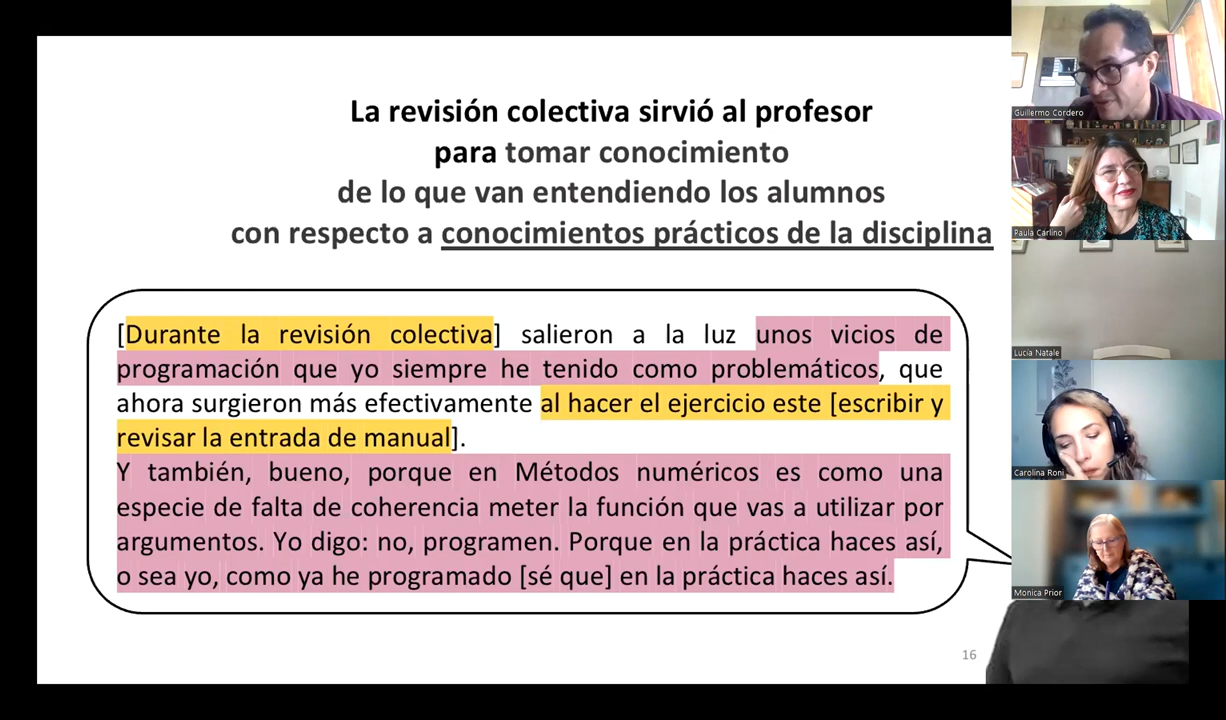 La revisión colectiva sirvió al profesor
para tomar conocimiento
de lo que van entendiendo los alumnos
con respecto a conocimientos prácticos de la disciplina
[Durante la revisión colectiva] salieron a la luz unos vicios de
programación que yo siempre he tenido como problemáticos, que
ahora surgieron más efectivamente al hacer el ejercicio este [escribir y
revisar la entrada de manual].
Y también, bueno, porque en Métodos numéricos es como una
especie de falta de coherencia meter la función que vas a utilizar por
argumentos. Yo digo: no, programen. Porque en la práctica haces así,
o sea yo, como ya he programado [sé que] en la práctica haces así.
16
Guillermo Cordero
Paula Carlino
Lucía Natale
Carolina Roni
Monica Prior